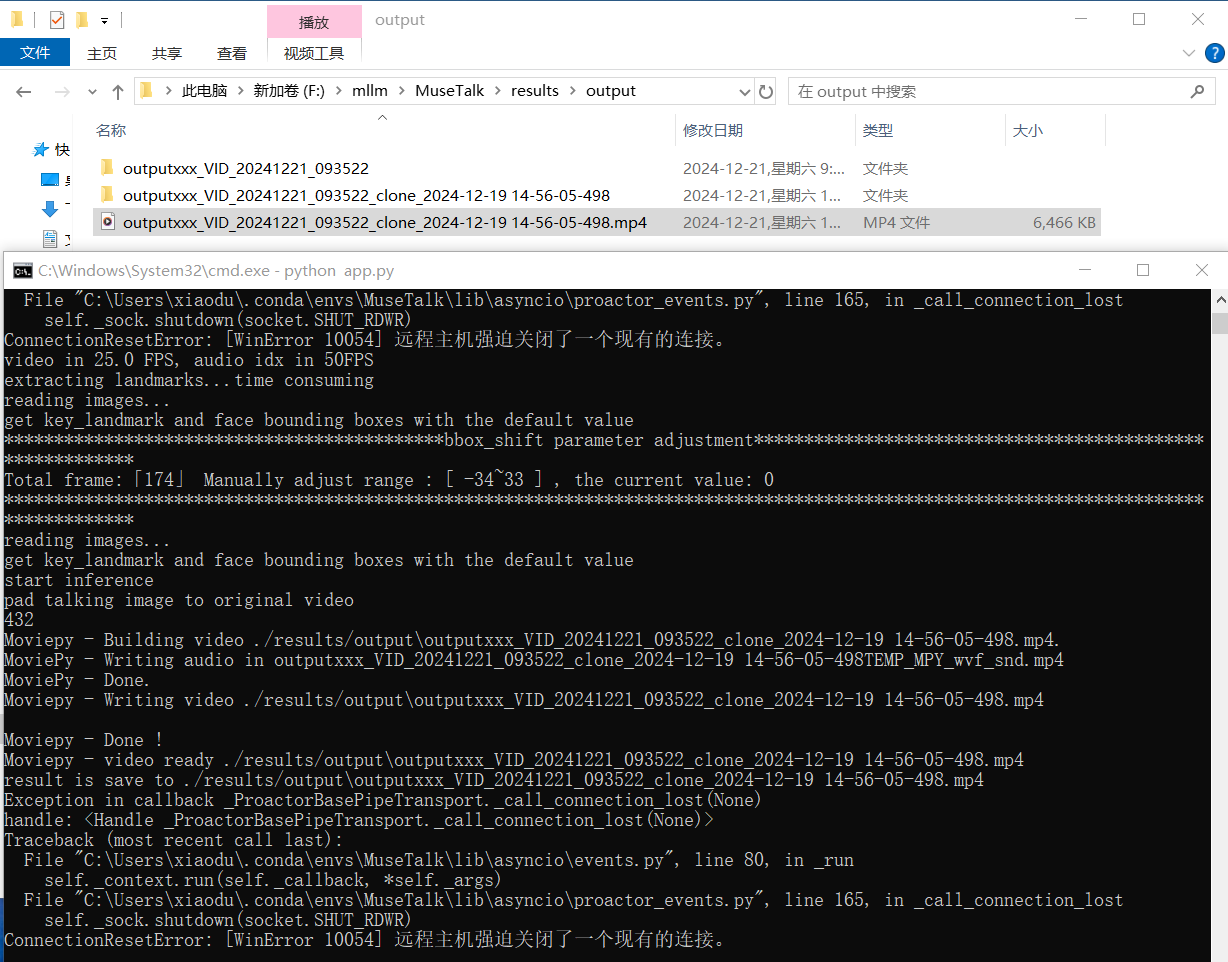 播放
output
文件
主页
共享
查看
视频工具
此电脑 > 新加卷 (F:) > mllm > MuseTalk > results > output
在 output 中搜索
名称
修改日期
类型
大小
快
outputxxx_VID_20241221_093522
2024-12-21,星期六 9:...
文件夹
outputxxx_VID_20241221_093522_clone_2024-12-19 14-56-05-498
2024-12-21,星期六 1...
文件夹
outputxxx_VID_20241221_093522_clone_2024-12-19 14-56-05-498.mp4
2024-12-21,星期六 1...
MP4 文件
6,466 KB
C:\Windows\System32\cmd.exe - python  app.py
File "C:\Users\xiaodu\.conda\envs\MuseTalk\lib\asyncio\proactor_events.py", line 165, in _call_connection_lost
self._sock.shutdown(socket.SHUT_RDWR)
ConnectionResetError: [WinError 10054] 远程主机强迫关闭了一个现有的连接。
video in 25.0 FPS, audio idx in 50FPS
extracting landmarks...time consuming
reading images...
get key_landmark and face bounding boxes with the default value
********************************************bbox_shift parameter adjustment*********************************************
*************
Total frame:「174」 Manually adjust range : [ -34~33 ] , the current value: 0
************************************************************************************************************************
*************
reading images...
get key_landmark and face bounding boxes with the default value
start inference
pad talking image to original video
432
Moviepy - Building video ./results/output\outputxxx_VID_20241221_093522_clone_2024-12-19 14-56-05-498.mp4.
MoviePy - Writing audio in outputxxx_VID_20241221_093522_clone_2024-12-19 14-56-05-498TEMP_MPY_wvf_snd.mp4
MoviePy - Done.
Moviepy - Writing video ./results/output\outputxxx_VID_20241221_093522_clone_2024-12-19 14-56-05-498.mp4
Moviepy - Done !
Moviepy - video ready ./results/output\outputxxx_VID_20241221_093522_clone_2024-12-19 14-56-05-498.mp4
result is save to ./results/output\outputxxx_VID_20241221_093522_clone_2024-12-19 14-56-05-498.mp4
Exception in callback _ProactorBasePipeTransport._call_connection_lost(None)
handle: <Handle _ProactorBasePipeTransport._call_connection_lost(None)>
Traceback (most recent call last):
File "C:\Users\xiaodu\.conda\envs\MuseTalk\lib\asyncio\events.py", line 80, in _run
self._context.run(self._callback, *self._args)
File "C:\Users\xiaodu\.conda\envs\MuseTalk\lib\asyncio\proactor_events.py", line 165, in _call_connection_lost
self._sock.shutdown(socket.SHUT_RDWR)
ConnectionResetError: [WinError 10054] 远程主机强迫关闭了一个现有的连接。